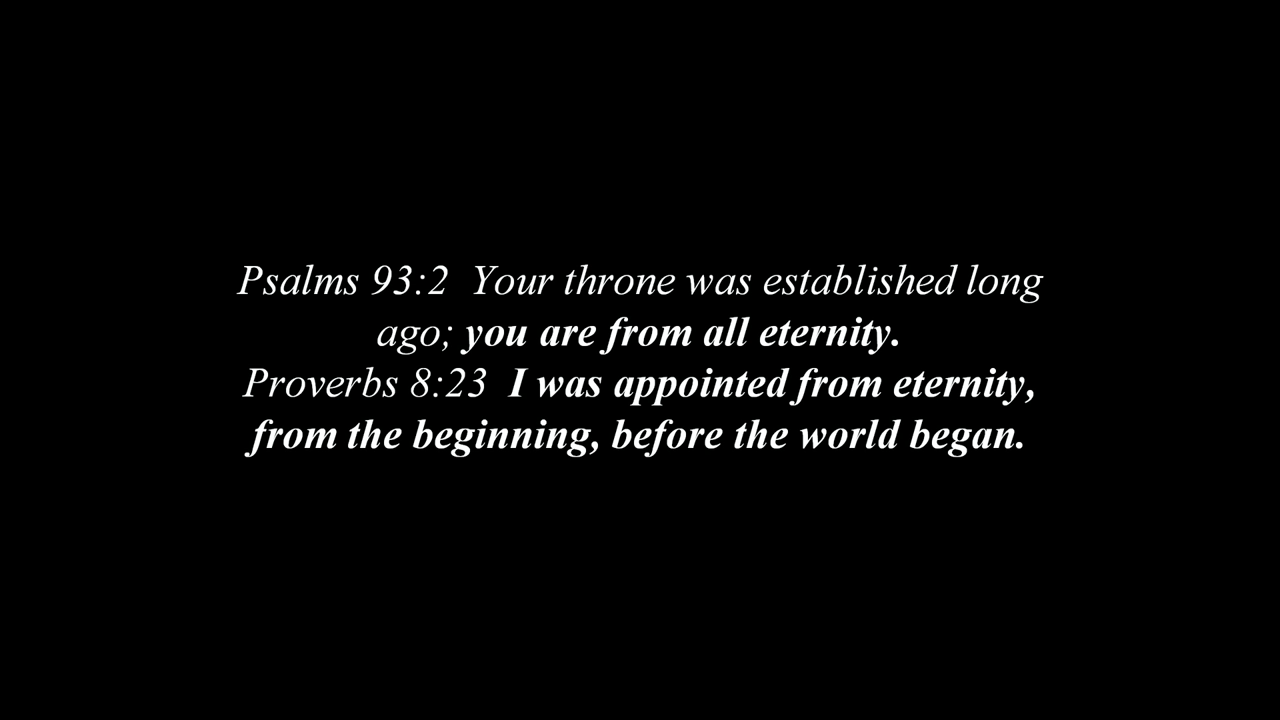 Psalms 93:2  Your throne was established long
ago; you are from all eternity.
Proverbs 8:23  I was appointed from eternity,
from the beginning, before the world began.